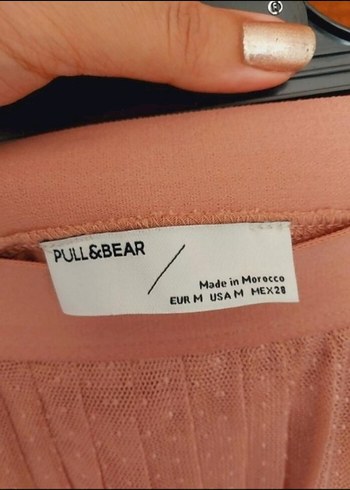 ®
PULL&BEAR
Made in Morocco
EUR M USA M MEX 28